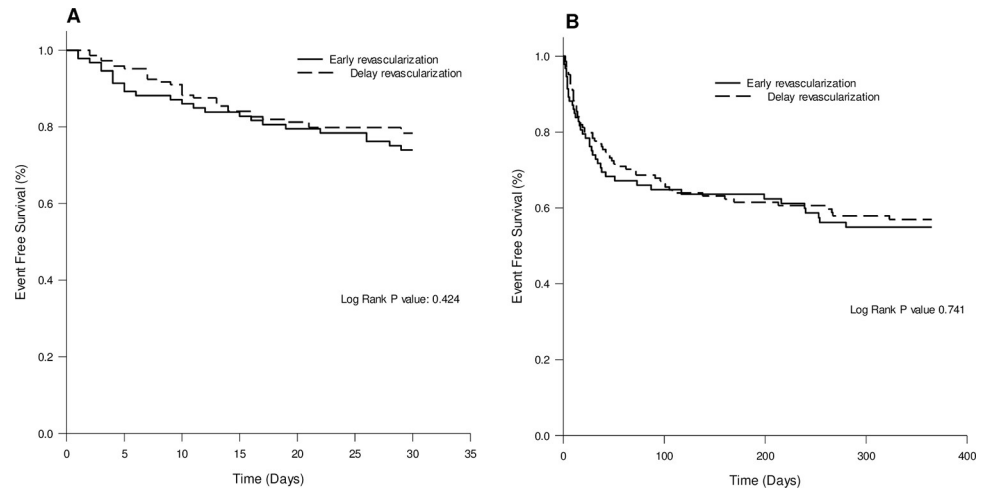 A
1.0
0.8
0.6
0.4
0.2
0.0
Event Free Survival (%)
Early revascularization
Delay revascularization
Log Rank P value: 0.424
0 5 10 15 20 25 30 35
Time (Days)
B
1.0
0.8
0.6
0.4
0.2
0.0
Event Free Survival (%)
Early revascularization
Delay revascularization
Log Rank P value 0.741
0 100 200 300 400
Time (Days)